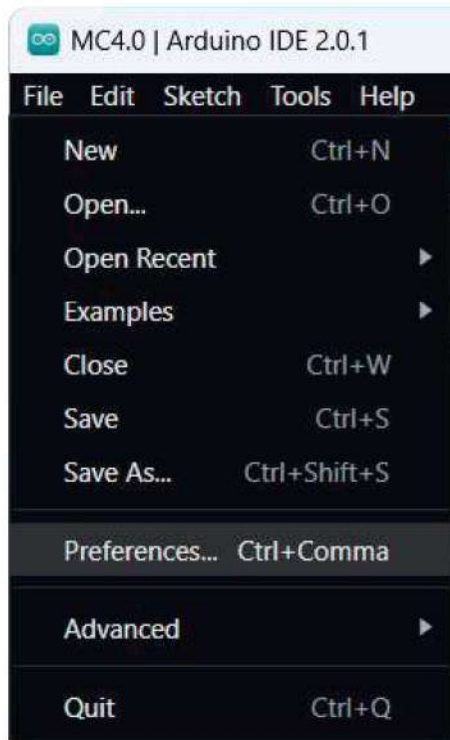 MC4.0 | Arduino IDE 2.0.1
File Edit Sketch Tools Help
New Ctrl+N
Open... Ctrl+O
Open Recent
Examples
Close Ctrl+W
Save Ctrl+S
Save As... Ctrl+Shift+S
Preferences... Ctrl+Comma
Advanced
Quit Ctrl+Q